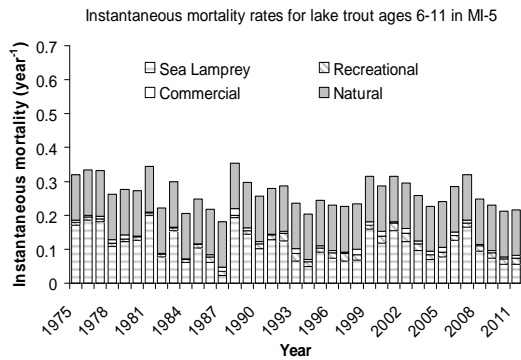 Instantaneous mortality rates for lake trout ages 6-11 in MI-5
Instantaneous mortality (year-1)
0.7
0.6
0.5
0.4
0.3
0.2
0.1
0
Sea Lamprey Recreational
Commercial Natural
1975 1978 1981 1984 1987 1990 1993 1996 1999 2002 2005 2008 2011
Year